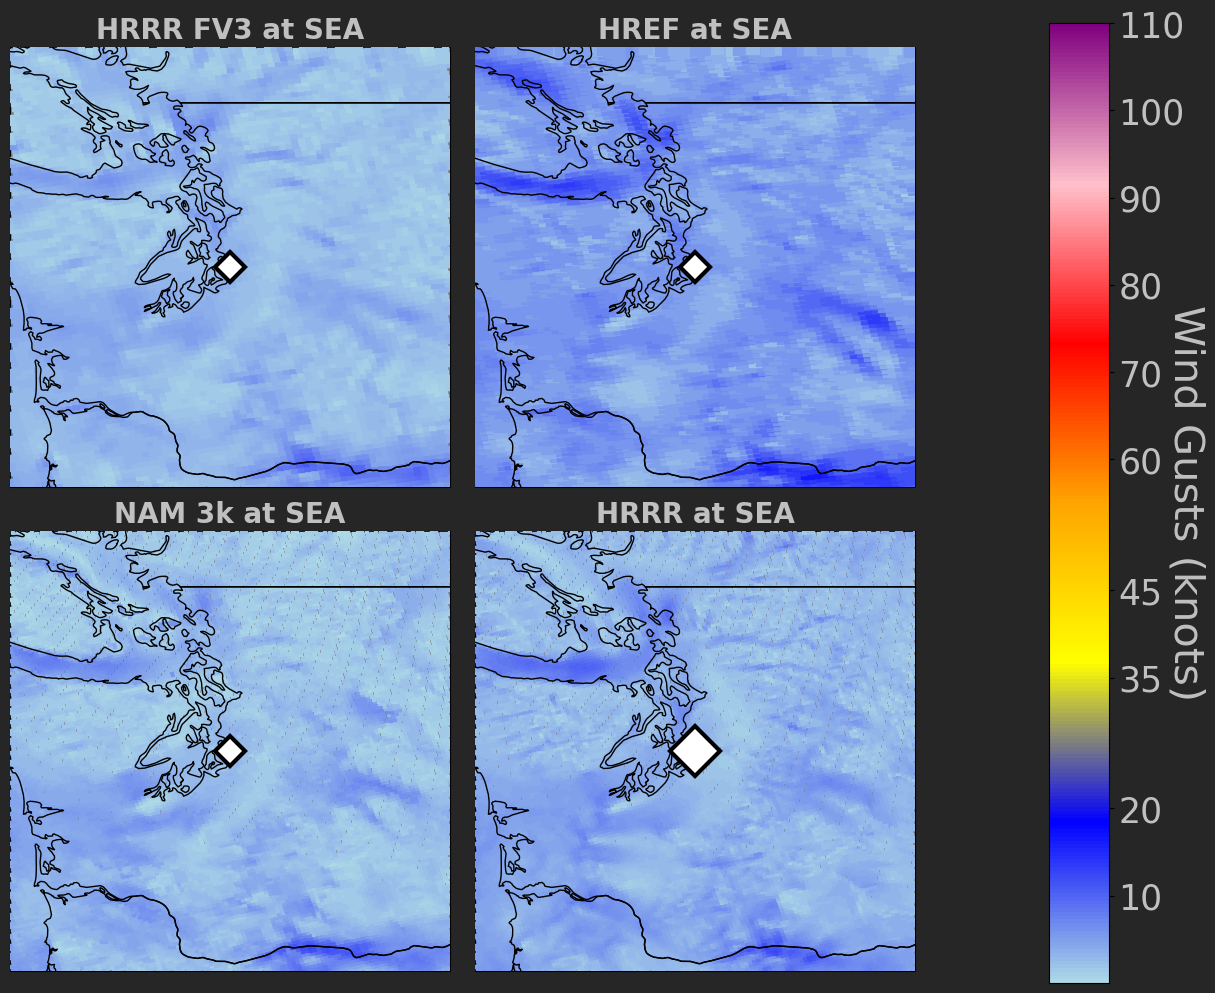 HRRR FV3 at SEA
HREF at SEA
NAM 3k at SEA
HRRR at SEA
110
100
90
80
70
60
45
35
20
10
Wind Gusts (knots)